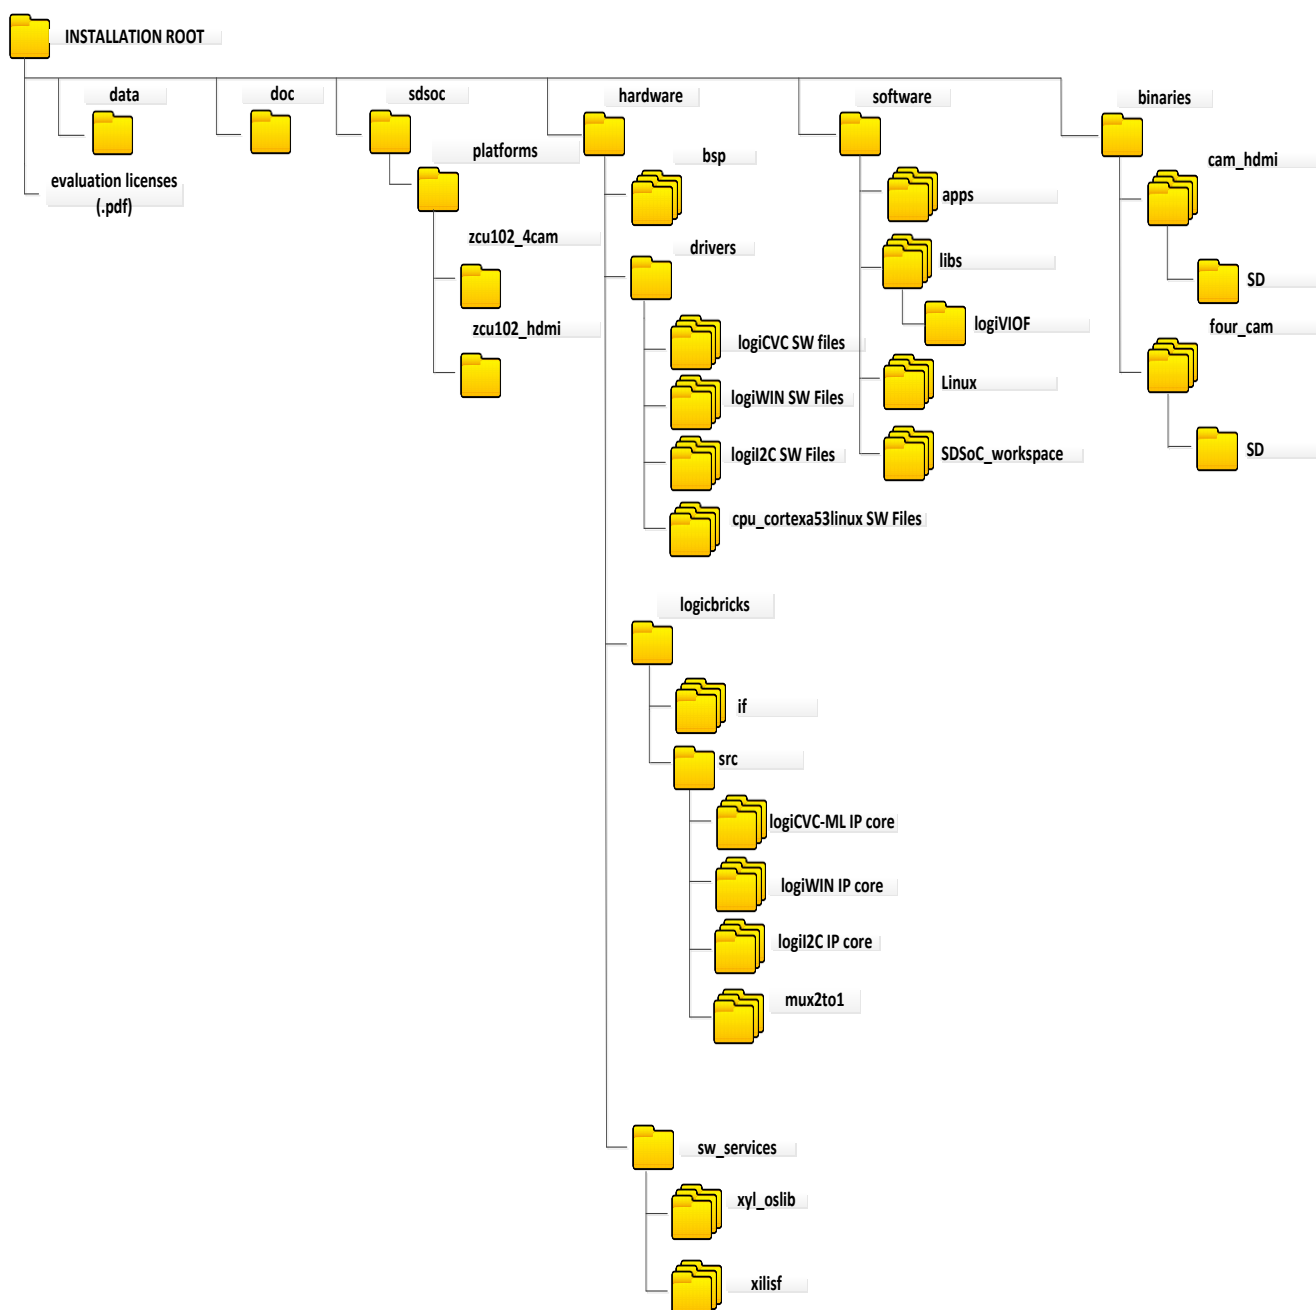 INSTALLATION ROOT
data
doc
sdsoc
hardware
software
binaries
evaluation licenses
(.pdf)
platforms
zcu102_4cam
zcu102_hdmi
bsp
drivers
logiCVC SW files
logiWIN SW Files
logiI2C SW Files
cpu_cortexa53linux SW Files
logicbricks
if
src
logiCVC-ML IP core
logiWIN IP core
logiI2C IP core
mux2to1
sw_services
xyl_oslib
xilisf
apps
libs
logiVIOF
Linux
SDSoC_workspace
cam_hdmi
SD
four_cam
SD